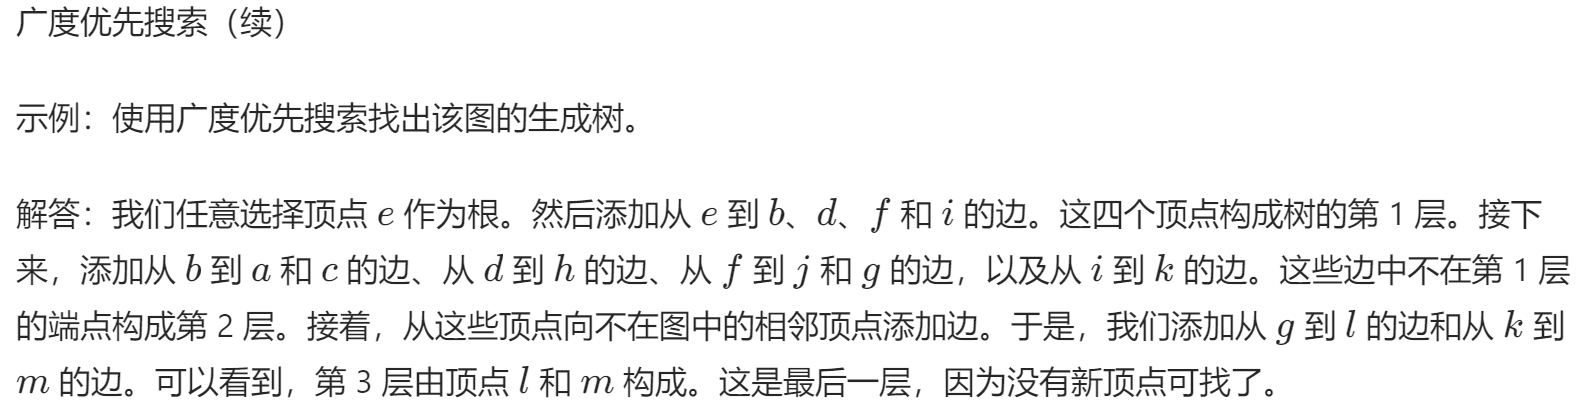 广度优先搜索（续）
示例：使用广度优先搜索找出该图的生成树。
解答：我们任意选择顶点 e 作为根。然后添加从 e 到 b、d、f 和 i 的边。这四个顶点构成树的第 1 层。接下
来，添加从 b 到 a 和 c 的边、从 d 到 h 的边、从 f 到 j 和 g 的边，以及从 i 到 k 的边。这些边中不在第 1 层
的端点构成第 2 层。接着，从这些顶点向不在图中的相邻顶点添加边。于是，我们添加从 g 到 l 的边和从 k 到
m 的边。可以看到，第 3 层由顶点 l 和 m 构成。这是最后一层，因为没有新顶点可找了。